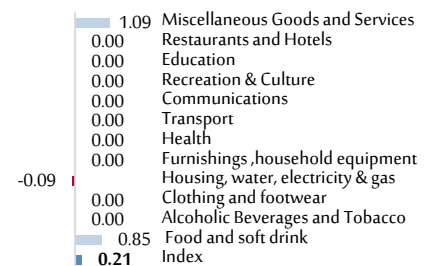 1.09 Miscellaneous Goods and Services
0.00 Restaurants and Hotels
0.00 Education
0.00 Recreation & Culture
0.00 Communications
0.00 Transport
0.00 Health
0.00 Furnishings ,household equipment
-0.09 Housing, water, electricity & gas
0.00 Clothing and footwear
0.00 Alcoholic Beverages and Tobacco
0.85 Food and soft drink
0.21 Index